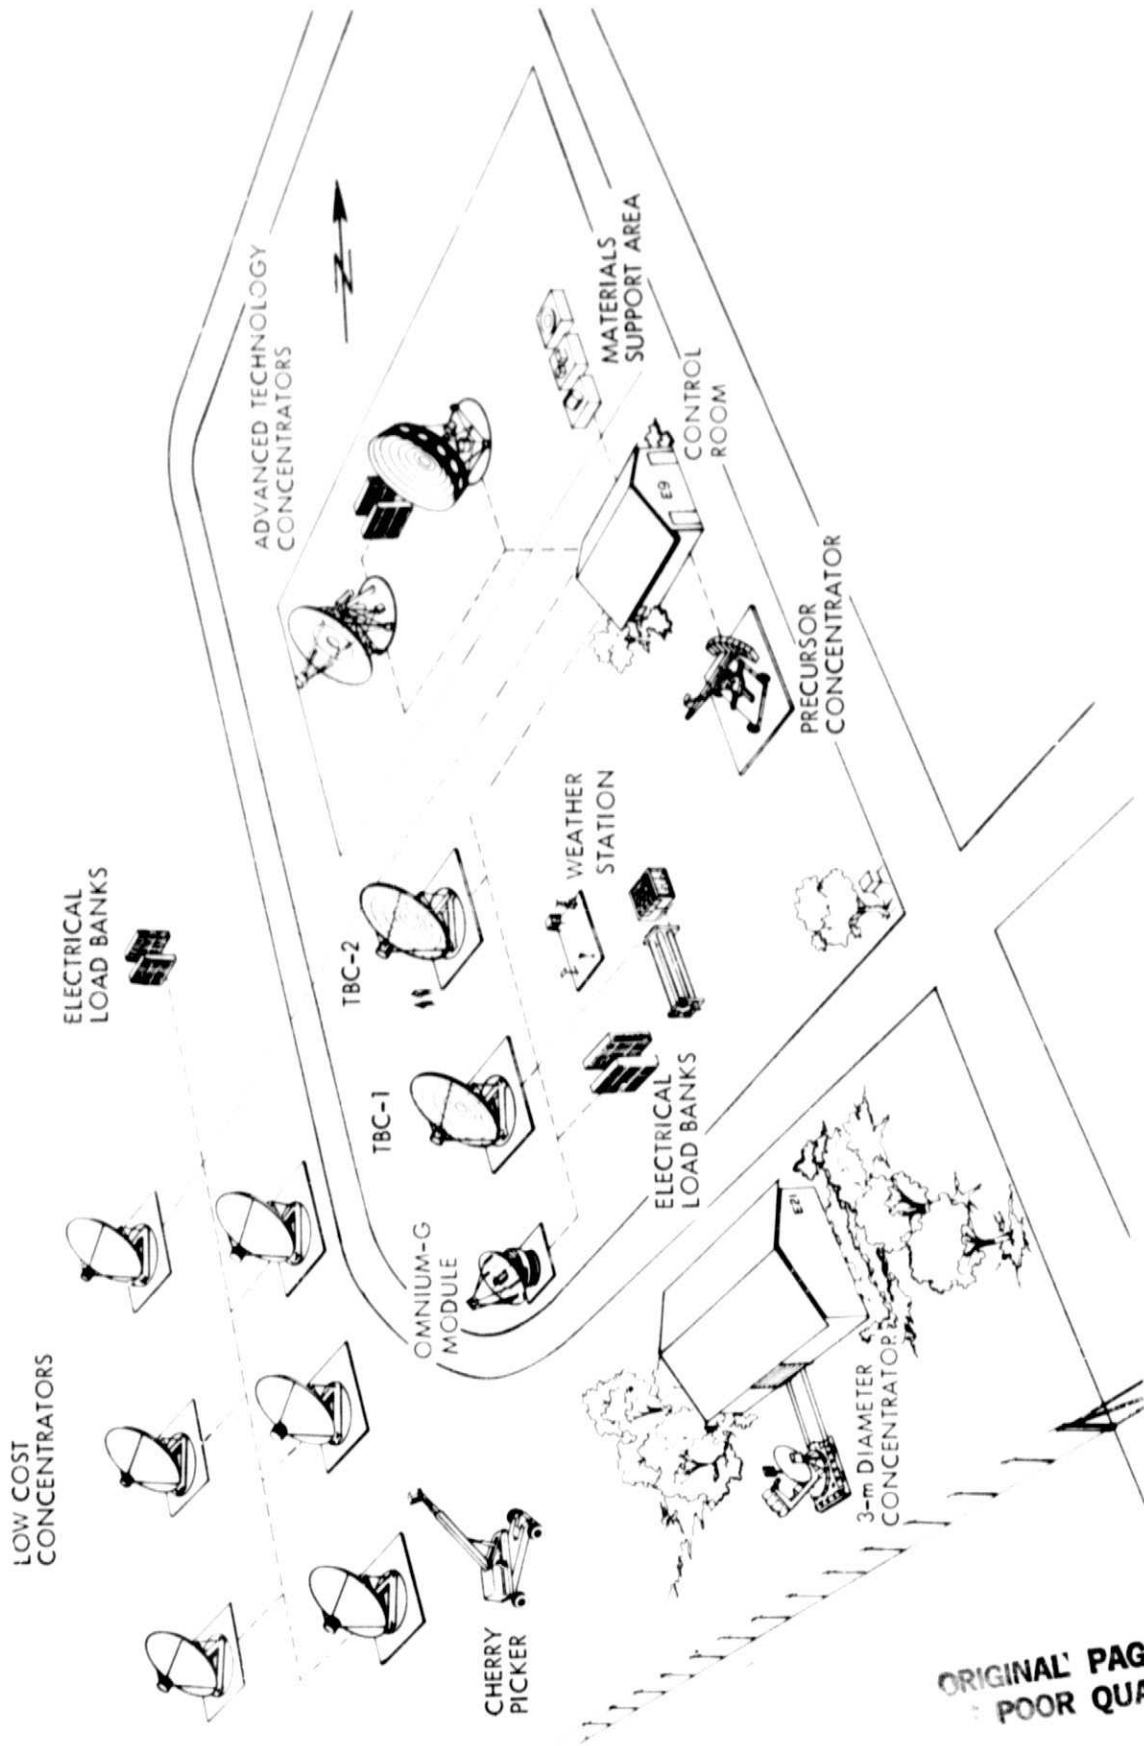 LOW COST
CONCENTRATORS
ELECTRICAL
LOAD BANKS
ADVANCED TECHNOLOGY
CONCENTRATORS
TBC-2
TBC-1
OMNIUM-G
MODULE
CHERRY
PICKER
WEATHER
STATION
ELECTRICAL
LOAD BANKS
MATERIALS
SUPPORT AREA
CONTROL
ROOM
E9
PRECURSOR
CONCENTRATOR
E21
3-m DIAMETER
CONCENTRATOR
N
ORIGINAL PAG
POOR QUA